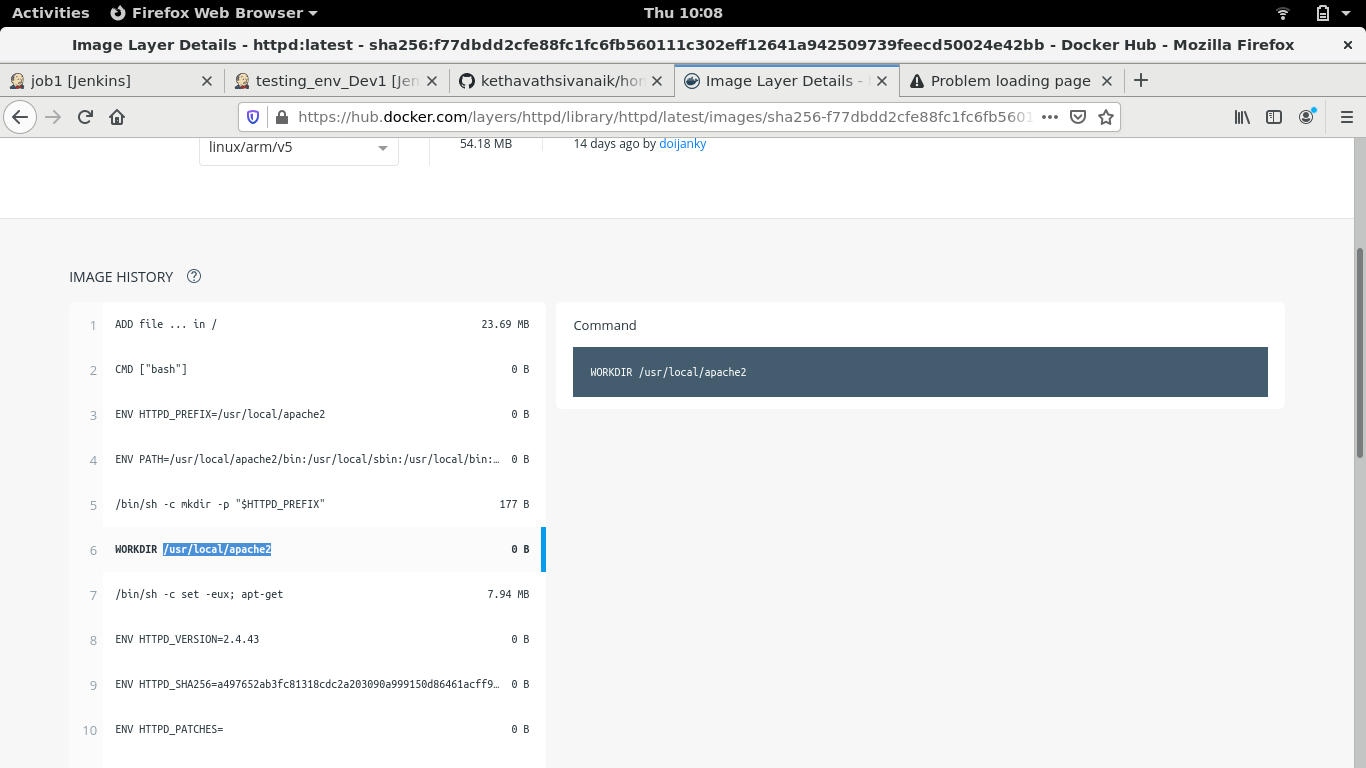 Activities Firefox Web Browser Thu 10:08
Image Layer Details - httpd:latest - sha256:f77dbdd2cfe88fc1fc6fb560111c302eff12641a942509739feecd50024e42bb - Docker Hub - Mozilla Firefox
job1 [Jenkins] testing_env_Dev1 [Jen kethavathsivanaik/hor Image Layer Details - Problem loading page
https://hub.docker.com/layers/httpd/library/httpd/latest/images/sha256-f77dbdd2cfe88fc1fc6fb5601
linux/arm/v5 54.18 MB 14 days ago by doijanky
IMAGE HISTORY
1 ADD file ... in / 23.69 MB
Command
2 CMD ["bash"] 0 B
WORKDIR /usr/local/apache2
3 ENV HTTPD_PREFIX=/usr/local/apache2 0 B
4 ENV PATH=/usr/local/apache2/bin:/usr/local/sbin:/usr/local/bin:… 0 B
5 /bin/sh -c mkdir -p "$HTTPD_PREFIX" 177 B
6 WORKDIR /usr/local/apache2 0 B
7 /bin/sh -c set -eux; apt-get 7.94 MB
8 ENV HTTPD_VERSION=2.4.43 0 B
9 ENV HTTPD_SHA256=a497652ab3fc81318cdc2a203090a999150d86461acff9… 0 B
10 ENV HTTPD_PATCHES= 0 B